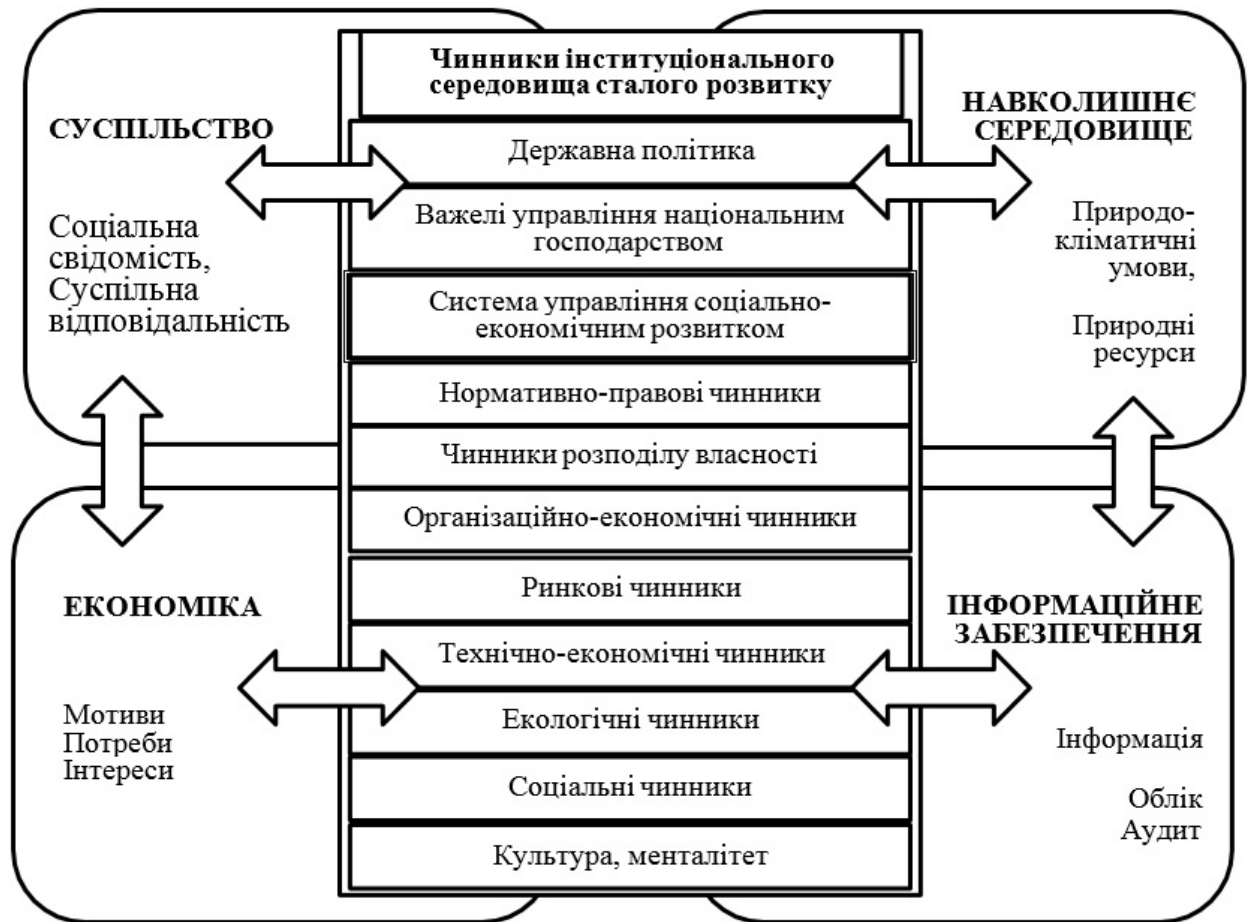 Чинники інституціонального
середовища сталого розвитку
СУСПІЛЬСТВО
Соціальна
свідомість,
Суспільна
відповідальність
НАВКОЛИШНЄ
СЕРЕДОВИЩЕ
Природо-
кліматичні
умови,
Природні
ресурси
Державна політика
Важелі управління національним
господарством
Система управління соціально-
економічним розвитком
Нормативно-правові чинники
Чинники розподілу власності
Організаційно-економічні чинники
Ринкові чинники
Технічно-економічні чинники
Екологічні чинники
Соціальні чинники
Культура, менталітет
ЕКОНОМІКА
Мотиви
Потреби
Інтереси
ІНФОРМАЦІЙНЕ
ЗАБЕЗПЕЧЕННЯ
Інформація
Облік
Аудит